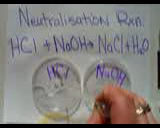 Neutralisation Rxn.
HCl + NaOH → NaCl + H2O
HCl NaOH